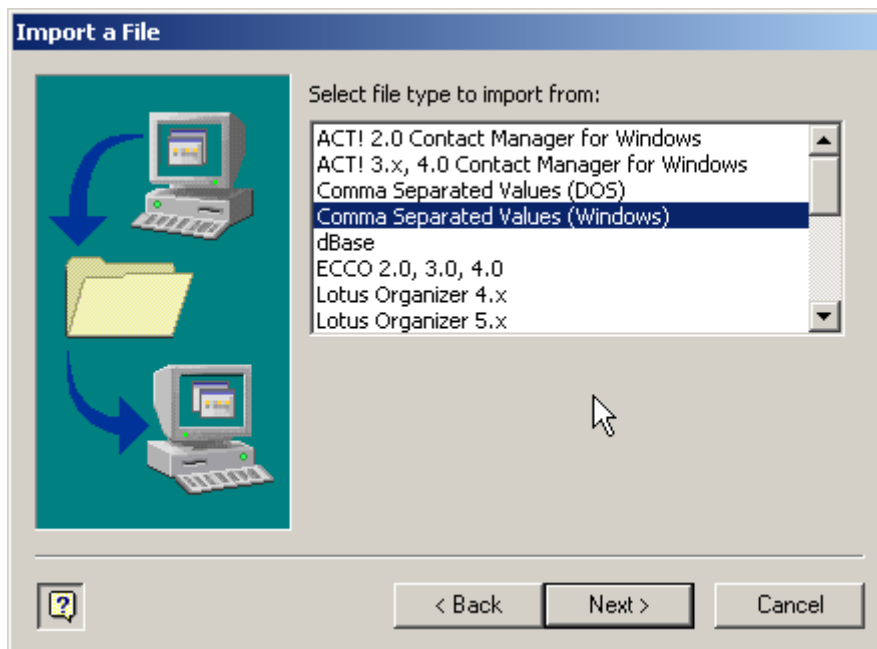 Import a File
Select file type to import from:
ACT! 2.0 Contact Manager for Windows
ACT! 3.x, 4.0 Contact Manager for Windows
Comma Separated Values (DOS)
Comma Separated Values (Windows)
dBase
ECCO 2.0, 3.0, 4.0
Lotus Organizer 4.x
Lotus Organizer 5.x
?
< Back Next > Cancel